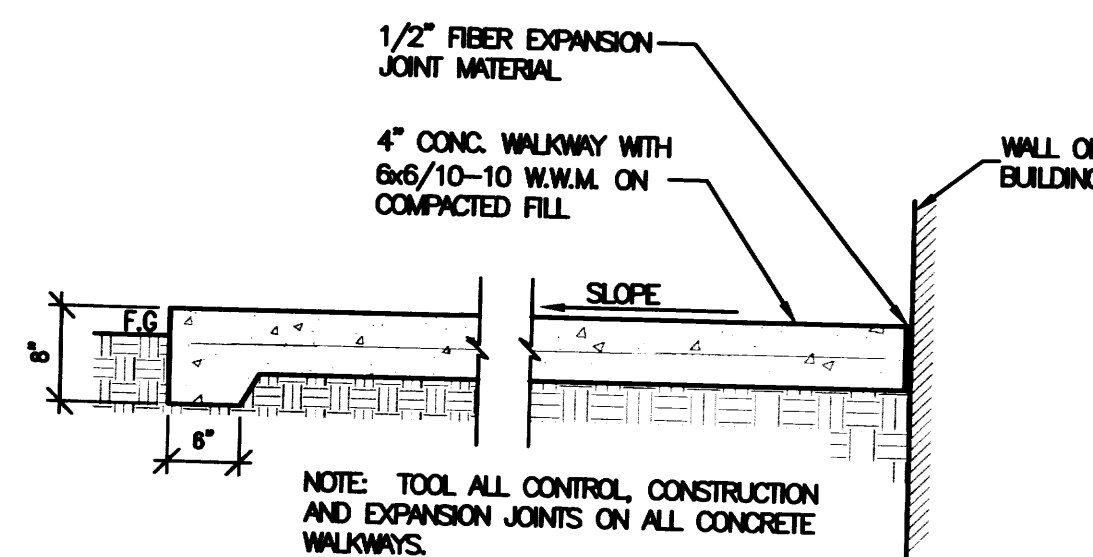 1/2" FIBER EXPANSION
JOINT MATERIAL
4" CONC. WALKWAY WITH
6x6/10-10 W.W.M. ON
COMPACTED FILL
WALL
SLOPE
F.G
8"
6"
NOTE: TOOL ALL CONTROL, CONSTRUCTION
AND EXPANSION JOINTS ON ALL CONCRETE
WALKWAYS.